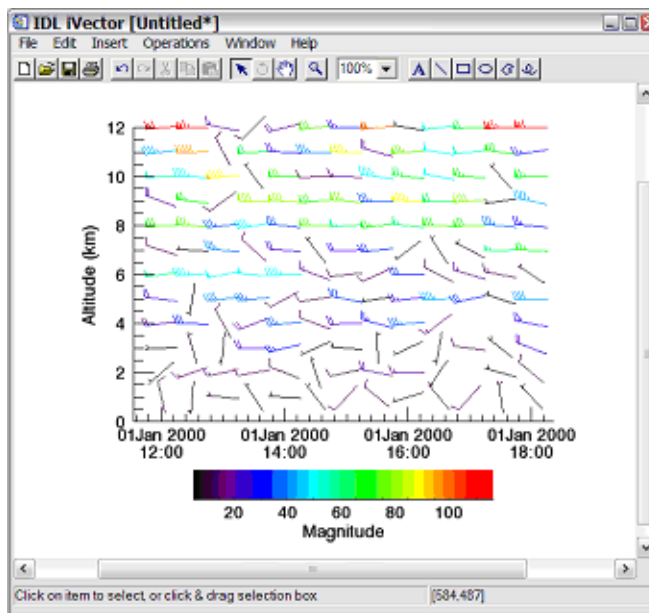 IDL iVector [Untitled*]
File Edit Insert Operations Window Help
100%
A
12
10
8
6
4
2
0
Altitude (km)
01Jan 2000 01Jan 2000 01Jan 2000 01Jan 2000
12:00 14:00 16:00 18:00
20 40 60 80 100
Magnitude
Click on item to select, or click & drag selection box [584,487]